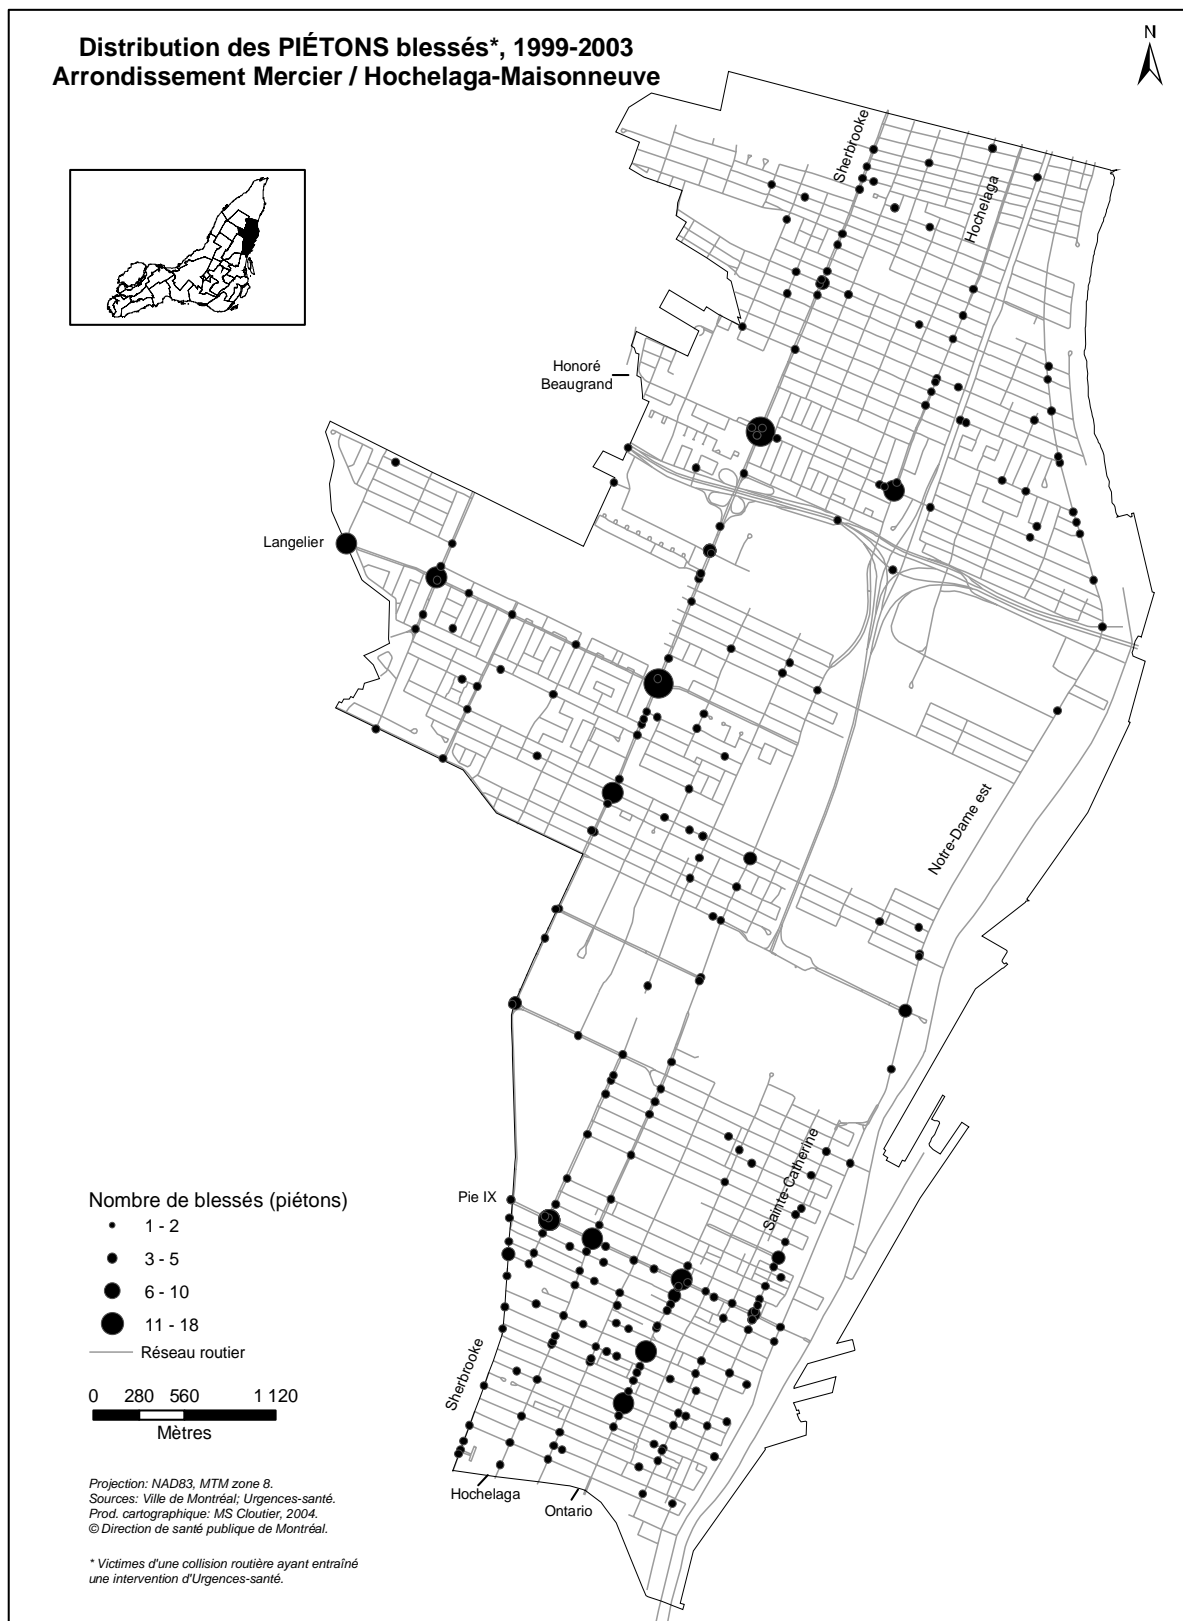 Distribution des PIÉTONS blessés*, 1999-2003
Arrondissement Mercier / Hochelaga-Maisonneuve
N
Sherbrooke
Hochelaga
Honoré
Beaugrand
Langelier
Notre-Dame est
Sainte-Catherine
Pie IX
Nombre de blessés (piétons)
1 - 2
3 - 5
6 - 10
11 - 18
Réseau routier
0 280 560 1 120
Mètres
Sherbrooke
Hochelaga
Ontario
Projection: NAD83, MTM zone 8.
Sources: Ville de Montréal; Urgences-santé.
Prod. cartographique: MS Cloutier, 2004.
© Direction de santé publique de Montréal.
* Victimes d'une collision routière ayant entraîné
une intervention d'Urgences-santé.